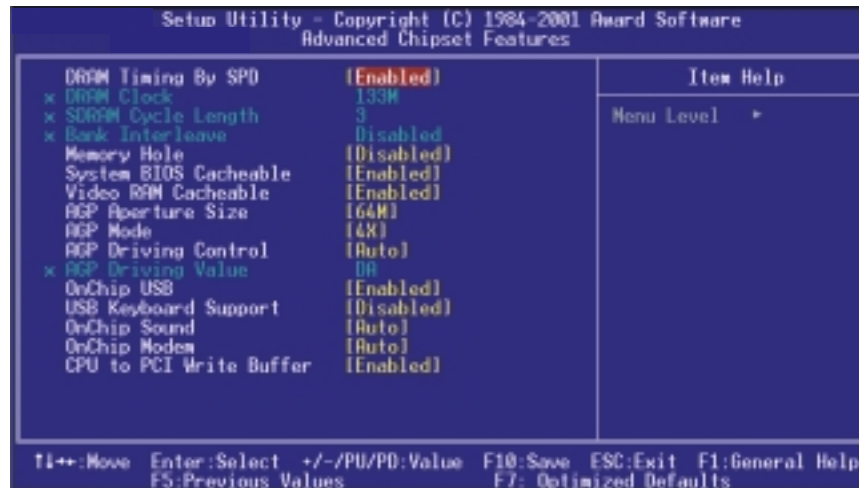 Setup Utility - Copyright (C) 1984-2001 Award Software
Advanced Chipset Features
DRAM Timing By SPD [Enabled]
x DRAM Clock 133M
x SDRAM Cycle Length 3
x Bank Interleave Disabled
Memory Hole [Disabled]
System BIOS Cacheable [Enabled]
Video RAM Cacheable [Enabled]
AGP Aperture Size [64M]
AGP Mode [4X]
AGP Driving Control [Auto]
x AGP Driving Value DA
OnChip USB [Enabled]
USB Keyboard Support [Disabled]
OnChip Sound [Auto]
OnChip Modem [Auto]
CPU to PCI Write Buffer [Enabled]
Item Help
Menu Level ►
↑↓→←:Move Enter:Select +/-/PU/PD:Value F10:Save ESC:Exit F1:General Help
F5:Previous Values F7: Optimized Defaults